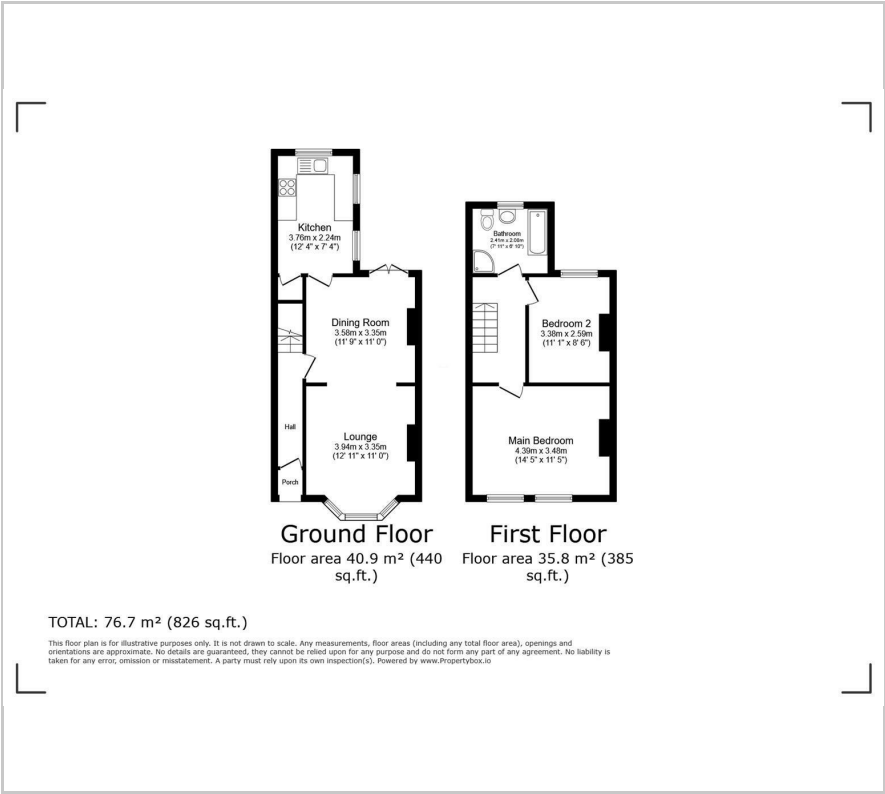 Kitchen
3.76m x 2.24m
(12' 4" x 7' 4")
Dining Room
3.58m x 3.35m
(11' 9" x 11' 0")
Hall
Lounge
3.94m x 3.35m
(12' 11" x 11' 0")
Porch
Ground Floor
Floor area 40.9 m² (440
sq.ft.)
Bathroom
2.41m x 2.08m
(7' 11" x 6' 10")
Bedroom 2
3.38m x 2.59m
(11' 1" x 8' 6")
Main Bedroom
4.39m x 3.48m
(14' 5" x 11' 5")
First Floor
Floor area 35.8 m² (385
sq.ft.)
TOTAL: 76.7 m² (826 sq.ft.)
This floor plan is for illustrative purposes only. It is not drawn to scale. Any measurements, floor areas (including any total floor area), openings and
orientations are approximate. No details are guaranteed, they cannot be relied upon for any purpose and do not form any part of any agreement. No liability is
taken for any error, omission or misstatement. A party must rely upon its own inspection(s). Powered by www.Propertybox.io